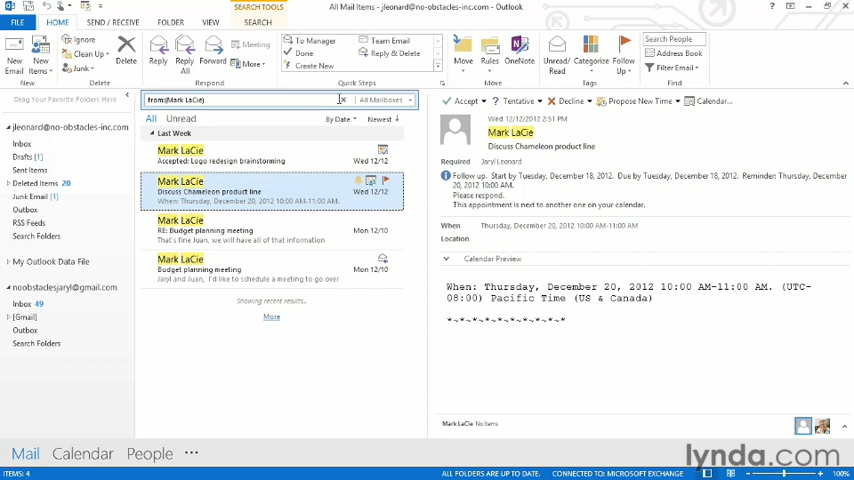 SEARCH TOOLS
All Mail Items - jleonard@no-obstacles-inc.com - Outlook
FILE HOME SEND / RECEIVE FOLDER VIEW SEARCH
New Email
New Items
Ignore
Clean Up
Junk
Delete
Reply
Reply All
Forward
Meeting
More
To Manager
Done
Create New
Team Email
Reply & Delete
Move
Rules
OneNote
Unread/ Read
Categorize
Follow Up
Search People
Address Book
Filter Email
New Delete Respond Quick Steps Move Tags Find
Drag Your Favorite Folders Here
jleonard@no-obstacles-inc.com
Inbox
Drafts [1]
Sent Items
Deleted Items 20
Junk Email [1]
Outbox
RSS Feeds
Search Folders
My Outlook Data File
noobstaclesjaryl@gmail.com
Inbox 49
[Gmail]
Outbox
Search Folders
from:(Mark LaCie)
All Mailboxes
All Unread By Date Newest
Last Week
Mark LaCie
Accepted: Logo redesign brainstorming Wed 12/12
Mark LaCie
Discuss Chameleon product line Wed 12/12
When: Thursday, December 20, 2012 10:00 AM-11:00 AM.
Mark LaCie
RE: Budget planning meeting Mon 12/10
That's fine Juan, we will have all of that information
Mark LaCie
Budget planning meeting Mon 12/10
Jaryl and Juan, I'd like to schedule a meeting to go over
Showing recent results...
More
Accept Tentative Decline Propose New Time Calendar...
Wed 12/12/2012 2:51 PM
Mark LaCie
Discuss Chameleon product line
Required Jaryl Leonard
Follow up. Start by Tuesday, December 18, 2012. Due by Tuesday, December 18, 2012. Reminder: Thursday, December
20, 2012 10:00 AM.
Please respond.
This appointment is next to another one on your calendar.
When Thursday, December 20, 2012 10:00 AM-11:00 AM
Location
Calendar Preview
When: Thursday, December 20, 2012 10:00 AM-11:00 AM. (UTC-
08:00) Pacific Time (US & Canada)
*~*~*~*~*~*~*~*~*~*
Mark LaCie No Items
Mail Calendar People
lynda.com
ITEMS: 4 ALL FOLDERS ARE UP TO DATE. CONNECTED TO: MICROSOFT EXCHANGE 100%